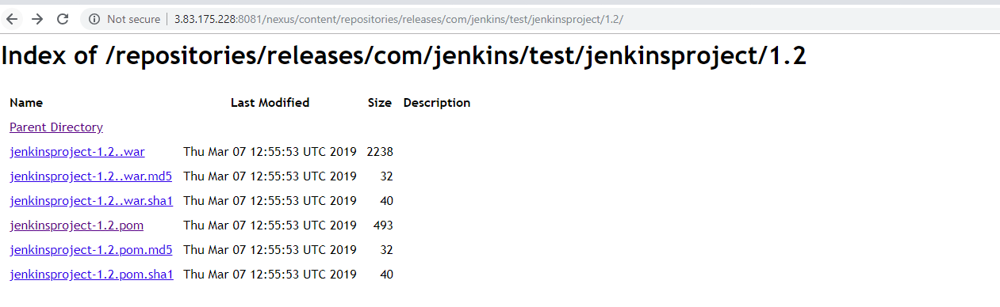 Not secure | 3.83.175.228:8081/nexus/content/repositories/releases/com/jenkins/test/jenkinsproject/1.2/
Index of /repositories/releases/com/jenkins/test/jenkinsproject/1.2
Name Last Modified Size Description
Parent Directory
jenkinsproject-1.2..war Thu Mar 07 12:55:53 UTC 2019 2238
jenkinsproject-1.2..war.md5 Thu Mar 07 12:55:53 UTC 2019 32
jenkinsproject-1.2..war.sha1 Thu Mar 07 12:55:53 UTC 2019 40
jenkinsproject-1.2.pom Thu Mar 07 12:55:53 UTC 2019 493
jenkinsproject-1.2.pom.md5 Thu Mar 07 12:55:53 UTC 2019 32
jenkinsproject-1.2.pom.sha1 Thu Mar 07 12:55:53 UTC 2019 40